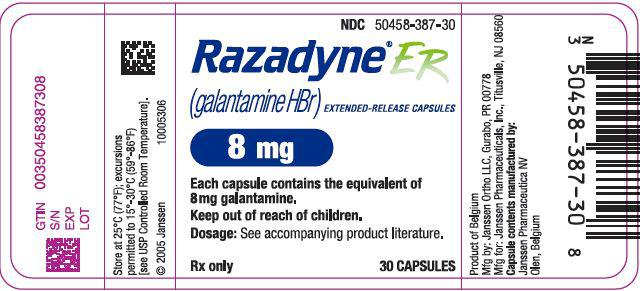 GTIN 00350458387308
S/N
EXP
LOT
Store at 25°C (77°F); excursions
permitted to 15°-30°C (59°-86°F)
[see USP Controlled Room Temperature].
© 2005 Janssen 10005306
NDC 50458-387-30
Razadyne® ER
(galantamine HBr) EXTENDED-RELEASE CAPSULES
8 mg
Each capsule contains the equivalent of
8mg galantamine.
Keep out of reach of children.
Dosage: See accompanying product literature.
Rx only 30 CAPSULES
Product of Belgium
Mfg by: Janssen Ortho LLC, Gurabo, PR 00778
Mfg for: Janssen Pharmaceuticals, Inc., Titusville, NJ 08560
Capsule contents manufactured by:
Janssen Pharmaceutica NV
Olen, Belgium
N
3 50458-387-30 8